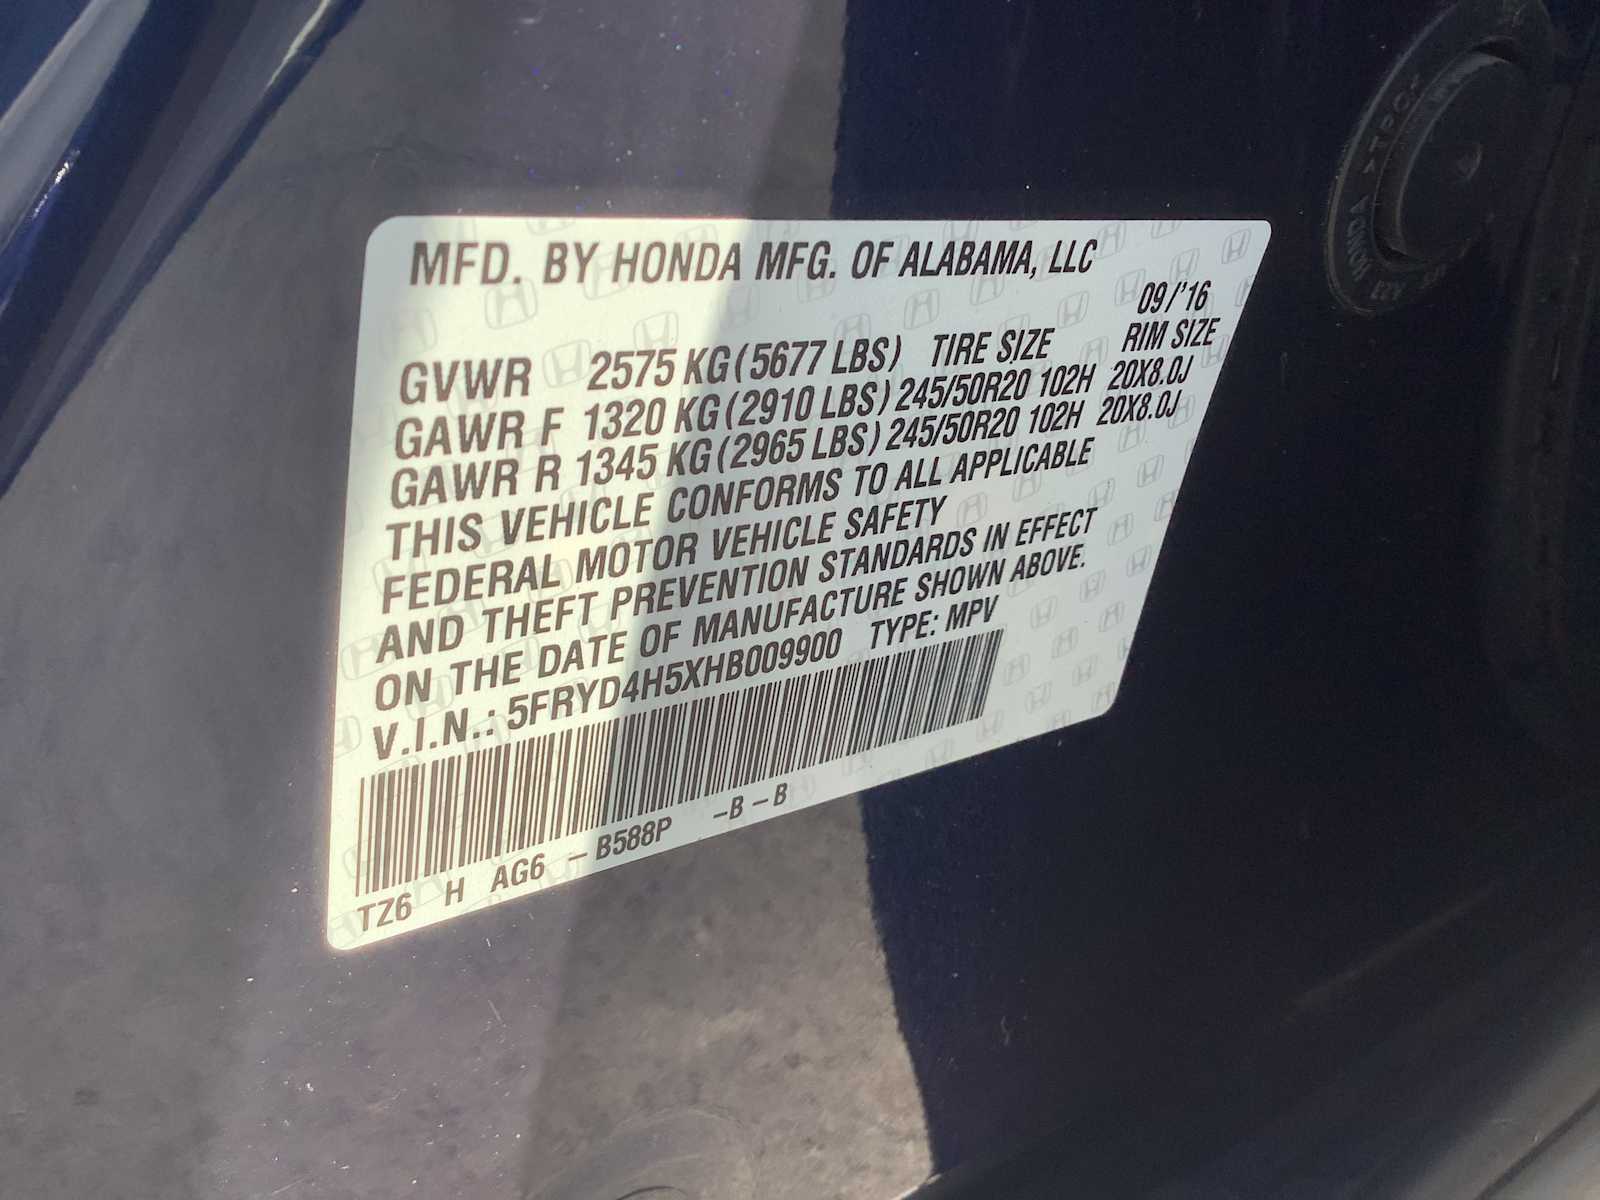 MFD. BY HONDA MFG. OF ALABAMA, LLC
09/'16
GVWR 2575 KG (5677 LBS) TIRE SIZE RIM SIZE
GAWR F 1320 KG (2910 LBS) 245/50R20 102H 20X8.0J
GAWR R 1345 KG (2965 LBS) 245/50R20 102H 20X8.0J
THIS VEHICLE CONFORMS TO ALL APPLICABLE
FEDERAL MOTOR VEHICLE SAFETY
AND THEFT PREVENTION STANDARDS IN EFFECT
ON THE DATE OF MANUFACTURE SHOWN ABOVE.
V.I.N.: 5FRYD4H5XHB009900 TYPE: MPV
TZ6 H AG6 – B588P –B – B
HONDA